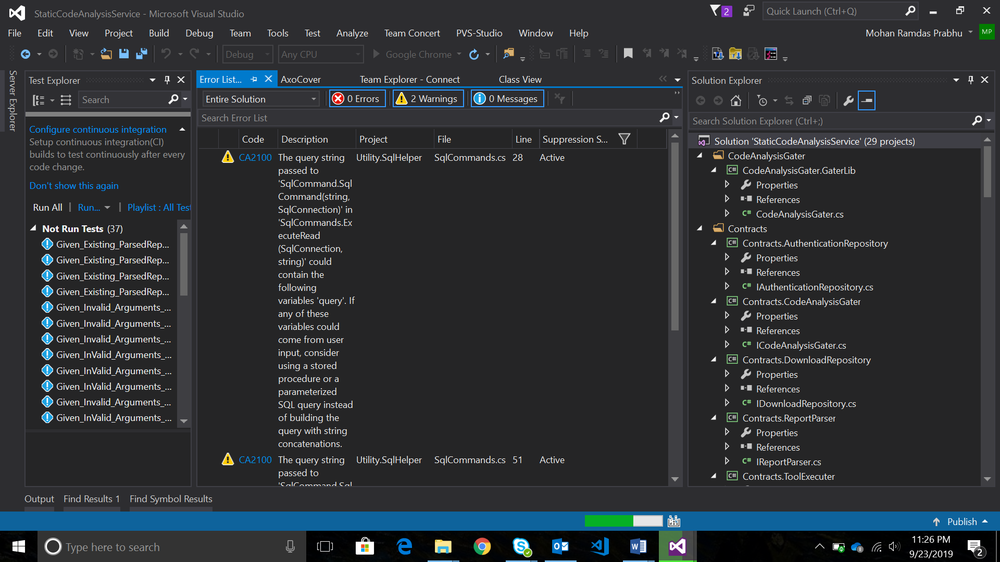 StaticCodeAnalysisService - Microsoft Visual Studio
2
Quick Launch (Ctrl+Q)
File Edit View Project Build Debug Team Tools Test Analyze Team Concert PVS-Studio Window Help
Mohan Ramdas Prabhu MP
Debug Any CPU Google Chrome
Server Explorer
Test Explorer
Search
Configure continuous integration
Setup continuous integration(CI)
builds to test continuously after every
code change.
Don't show this again
Run All | Run... | Playlist : All Test
Not Run Tests (37)
Given_Existing_ParsedRep...
Given_Existing_ParsedRep...
Given_Existing_ParsedRep...
Given_Existing_ParsedRep...
Given_Invalid_Arguments_...
Given_Invalid_Arguments_...
Given_Invalid_Arguments_...
Given_InValid_Arguments_...
Given_InValid_Arguments_...
Given_InValid_Arguments_...
Given_Invalid_Arguments_...
Given_InValid_Arguments_...
Error List... AxoCover Team Explorer - Connect Class View
Entire Solution 0 Errors 2 Warnings 0 Messages
Search Error List
Code Description Project File Line Suppression S...
CA2100 The query string Utility.SqlHelper SqlCommands.cs 28 Active
passed to
'SqlCommand.Sql
Command(string,
SqlConnection)' in
'SqlCommands.Ex
ecuteRead
(SqlConnection,
string)' could
contain the
following
variables 'query'. If
any of these
variables could
come from user
input, consider
using a stored
procedure or a
parameterized
SQL query instead
of building the
query with string
concatenations.
CA2100 The query string Utility.SqlHelper SqlCommands.cs 51 Active
passed to
'SqlCommand.Sql
Solution Explorer
Search Solution Explorer (Ctrl+;)
Solution 'StaticCodeAnalysisService' (29 projects)
CodeAnalysisGater
C# CodeAnalysisGater.GaterLib
Properties
References
C# CodeAnalysisGater.cs
Contracts
C# Contracts.AuthenticationRepository
Properties
References
C# IAuthenticationRepository.cs
C# Contracts.CodeAnalysisGater
Properties
References
C# ICodeAnalysisGater.cs
C# Contracts.DownloadRepository
Properties
References
C# IDownloadRepository.cs
C# Contracts.ReportParser
Properties
References
C# IReportParser.cs
C# Contracts.ToolExecuter
Output Find Results 1 Find Symbol Results
Publish
Type here to search
11:26 PM
9/23/2019
2